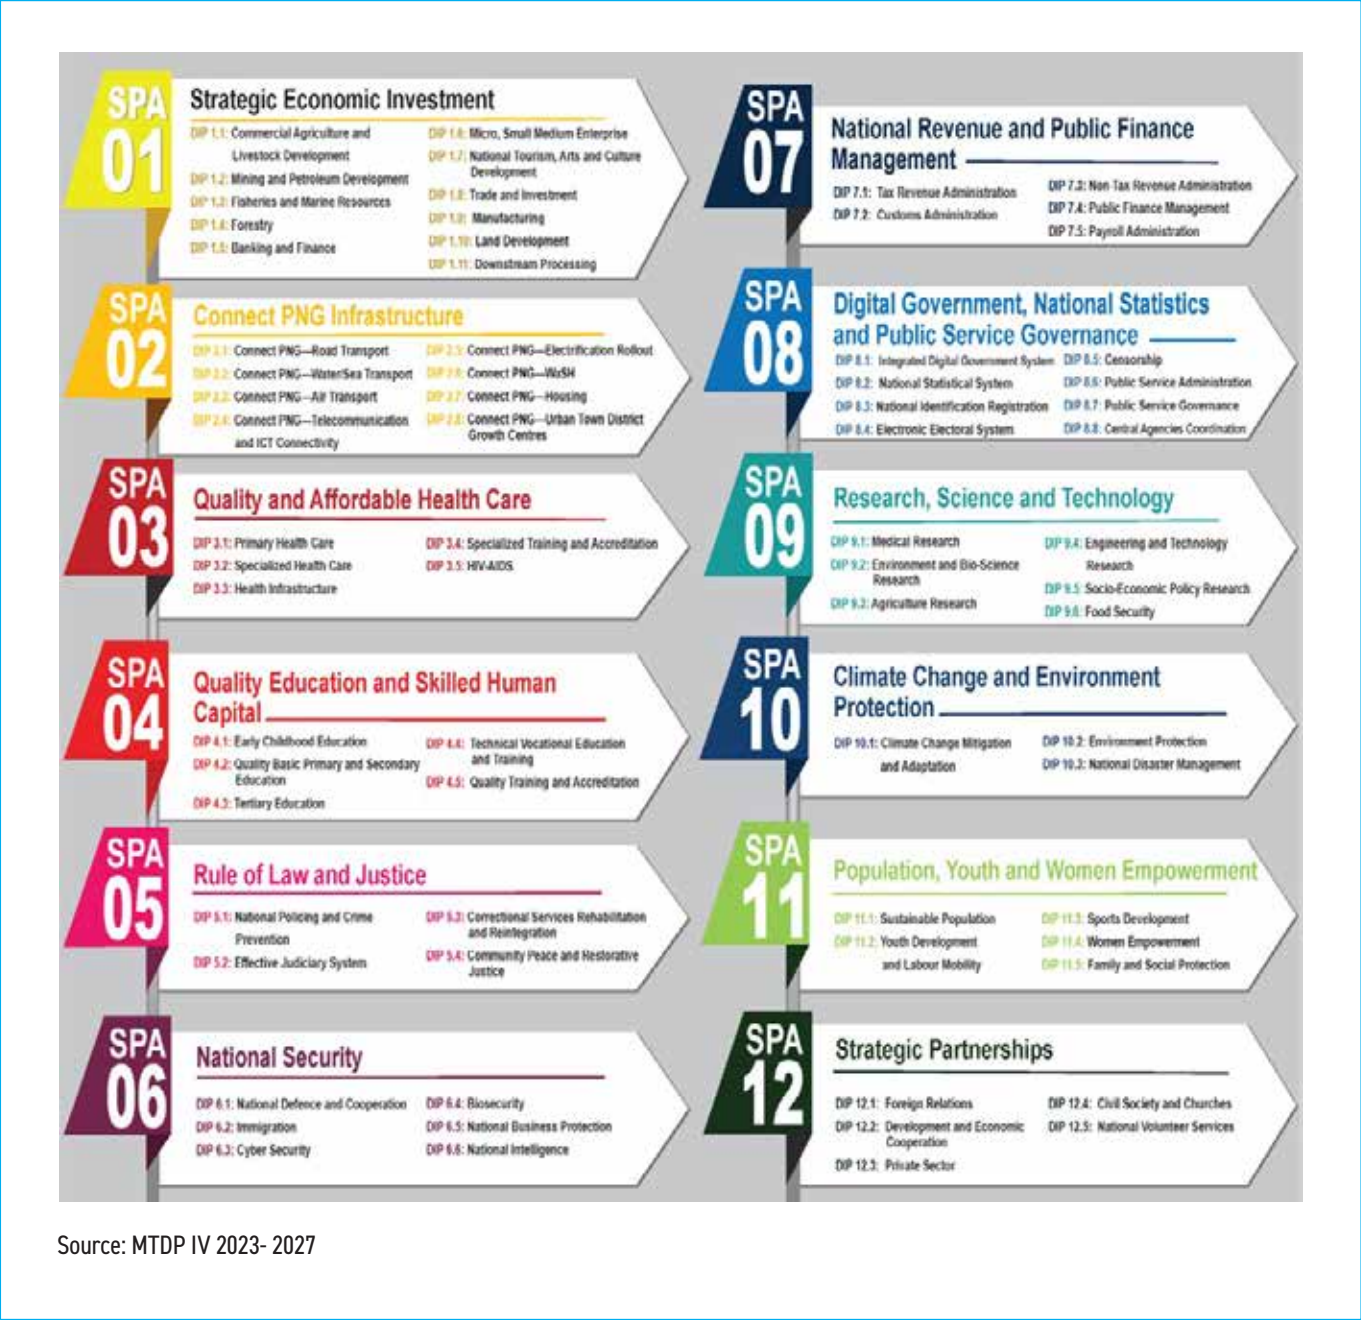 SPA
01
Strategic Economic Investment
DIP 1.1: Commercial Agriculture and
Livestock Development
DIP 1.2: Mining and Petroleum Development
DIP 1.3: Fisheries and Marine Resources
DIP 1.4: Forestry
DIP 1.5: Banking and Finance
DIP 1.6: Micro, Small Medium Enterprise
DIP 1.7: National Tourism, Arts and Culture
Development
DIP 1.8: Trade and Investment
DIP 1.9: Manufacturing
DIP 1.10: Land Development
DIP 1.11: Downstream Processing
SPA
02
Connect PNG Infrastructure
DIP 2.1: Connect PNG—Road Transport
DIP 2.2: Connect PNG—Water/Sea Transport
DIP 2.3: Connect PNG—Air Transport
DIP 2.4: Connect PNG—Telecommunication
and ICT Connectivity
DIP 2.5: Connect PNG—Electrification Rollout
DIP 2.6: Connect PNG—WaSH
DIP 2.7: Connect PNG—Housing
DIP 2.8: Connect PNG—Urban Town District
Growth Centres
SPA
03
Quality and Affordable Health Care
DIP 3.1: Primary Health Care
DIP 3.2: Specialized Health Care
DIP 3.3: Health Infrastructure
DIP 3.4: Specialized Training and Accreditation
DIP 3.5: HIV-AIDS
SPA
04
Quality Education and Skilled Human
Capital
DIP 4.1: Early Childhood Education
DIP 4.2: Quality Basic Primary and Secondary
Education
DIP 4.3: Tertiary Education
DIP 4.4: Technical Vocational Education
and Training
DIP 4.5: Quality Training and Accreditation
SPA
05
Rule of Law and Justice
DIP 5.1: National Policing and Crime
Prevention
DIP 5.2: Effective Judiciary System
DIP 5.3: Correctional Services Rehabilitation
and Reintegration
DIP 5.4: Community Peace and Restorative
Justice
SPA
06
National Security
DIP 6.1: National Defence and Cooperation
DIP 6.2: Immigration
DIP 6.3: Cyber Security
DIP 6.4: Biosecurity
DIP 6.5: National Business Protection
DIP 6.6: National Intelligence
SPA
07
National Revenue and Public Finance
Management
DIP 7.1: Tax Revenue Administration
DIP 7.2: Customs Administration
DIP 7.3: Non Tax Revenue Administration
DIP 7.4: Public Finance Management
DIP 7.5: Payroll Administration
SPA
08
Digital Government, National Statistics
and Public Service Governance
DIP 8.1: Integrated Digital Government System
DIP 8.2: National Statistical System
DIP 8.3: National Identification Registration
DIP 8.4: Electronic Electoral System
DIP 8.5: Censorship
DIP 8.6: Public Service Administration
DIP 8.7: Public Service Governance
DIP 8.8: Central Agencies Coordination
SPA
09
Research, Science and Technology
DIP 9.1: Medical Research
DIP 9.2: Environment and Bio-Science
Research
DIP 9.3: Agriculture Research
DIP 9.4: Engineering and Technology
Research
DIP 9.5: Socio-Economic Policy Research
DIP 9.6: Food Security
SPA
10
Climate Change and Environment
Protection
DIP 10.1: Climate Change Mitigation
and Adaptation
DIP 10.2: Environment Protection
DIP 10.3: National Disaster Management
SPA
11
Population, Youth and Women Empowerment
DIP 11.1: Sustainable Population
DIP 11.2: Youth Development
and Labour Mobility
DIP 11.3: Sports Development
DIP 11.4: Women Empowerment
DIP 11.5: Family and Social Protection
SPA
12
Strategic Partnerships
DIP 12.1: Foreign Relations
DIP 12.2: Development and Economic
Cooperation
DIP 12.3: Private Sector
DIP 12.4: Civil Society and Churches
DIP 12.5: National Volunteer Services
Source: MTDP IV 2023- 2027